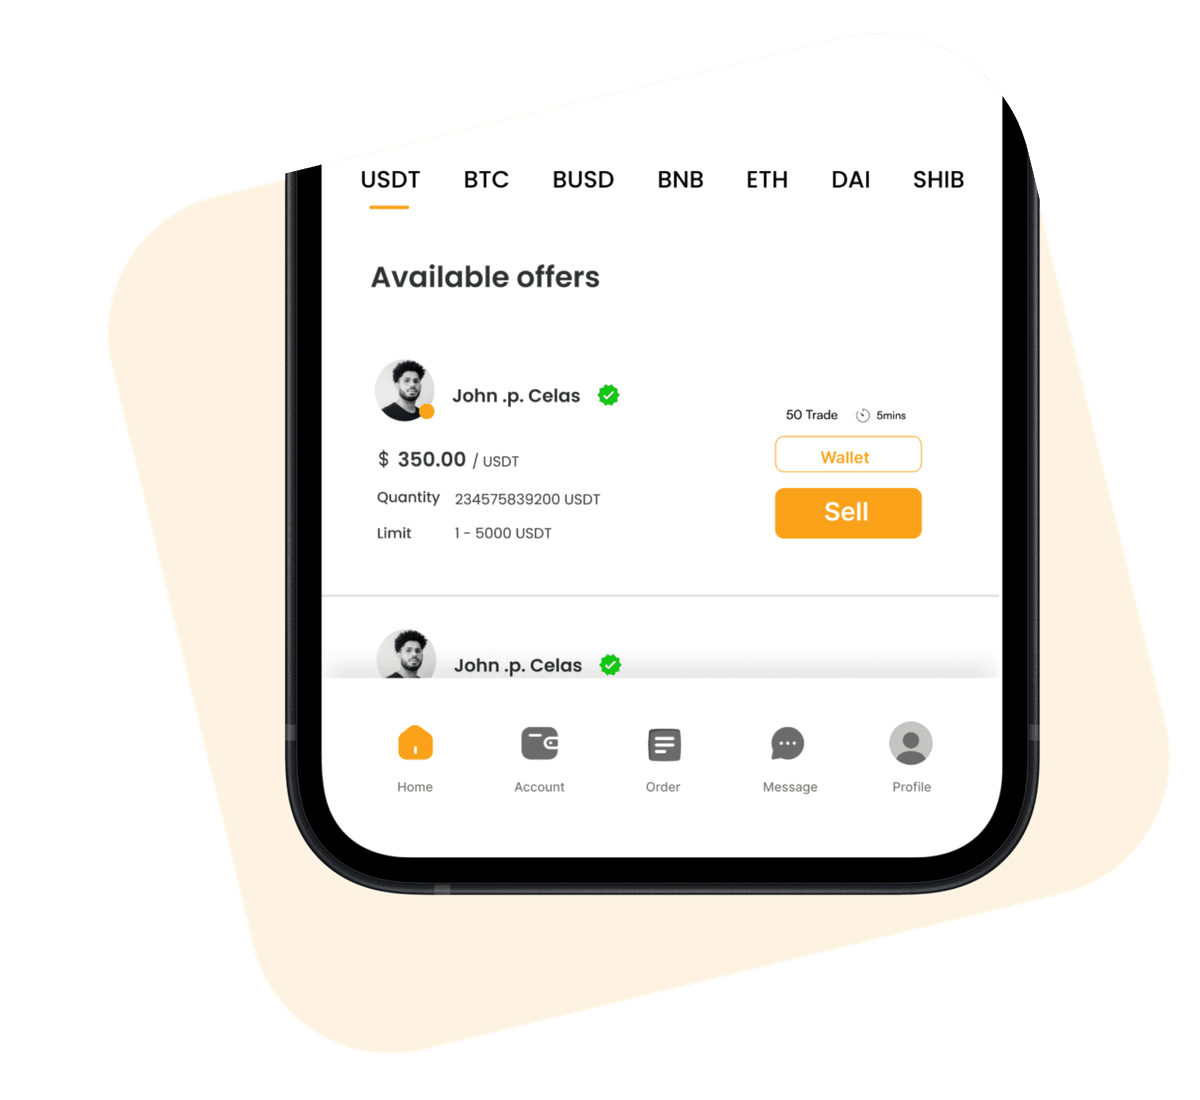 USDT BTC BUSD BNB ETH DAI SHIB
Available offers
John .p. Celas
50 Trade 5mins
$ 350.00 / USDT
Wallet
Quantity 234575839200 USDT
Sell
Limit 1 - 5000 USDT
John .p. Celas
Home Account Order Message Profile